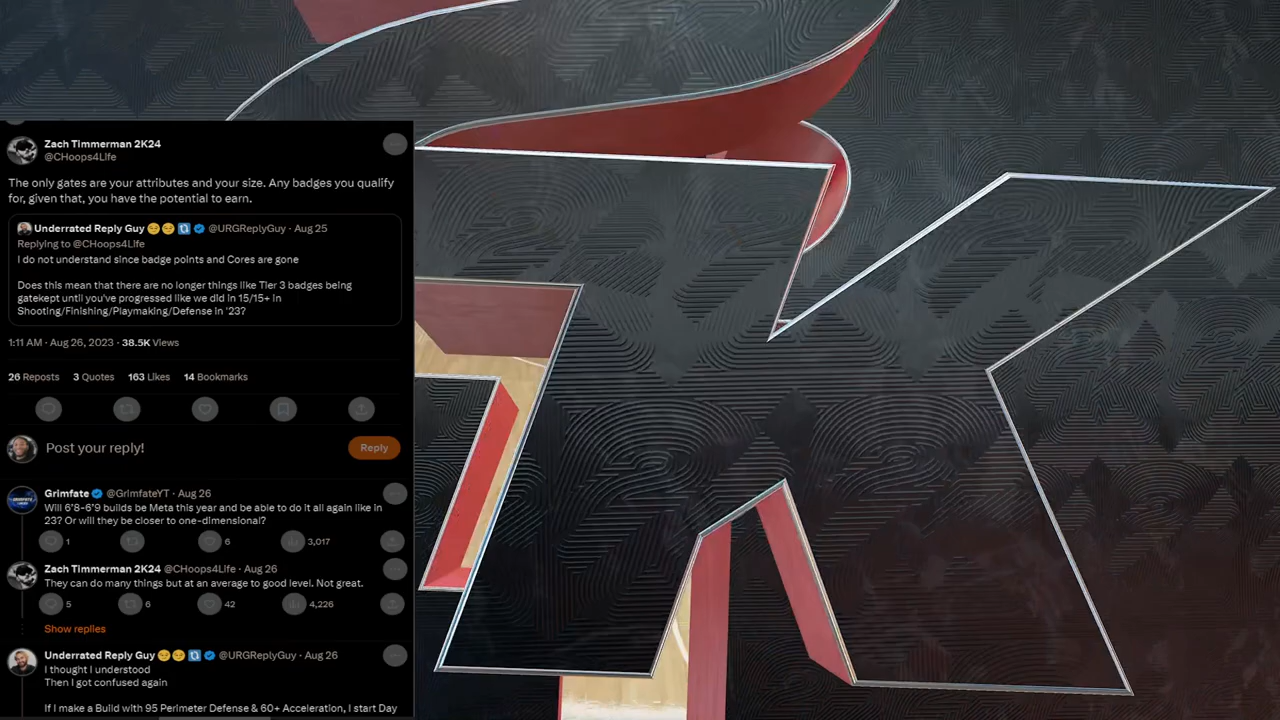 Zach Timmerman 2K24
@CHoops4Life
The only gates are your attributes and your size. Any badges you qualify
for, given that, you have the potential to earn.
Underrated Reply Guy 😏😏🔃 @URGReplyGuy · Aug 25
Replying to @CHoops4Life
I do not understand since badge points and Cores are gone
Does this mean that there are no longer things like Tier 3 badges being
gatekept until you've progressed like we did in 15/15+ in
Shooting/Finishing/Playmaking/Defense in '23?
1:11 AM · Aug 26, 2023 · 38.5K Views
26 Reposts 3 Quotes 163 Likes 14 Bookmarks
Post your reply!
Reply
Grimfate @GrimfateYT · Aug 26
Will 6'8-6'9 builds be Meta this year and be able to do it all again like in
23? Or will they be closer to one-dimensional?
1 6 3,017
Zach Timmerman 2K24 @CHoops4Life · Aug 26
They can do many things but at an average to good level. Not great.
5 6 42 4,226
Show replies
Underrated Reply Guy 😏😏🔃 @URGReplyGuy · Aug 26
I thought I understood
Then I got confused again
If I make a Build with 95 Perimeter Defense & 60+ Acceleration, I start Day